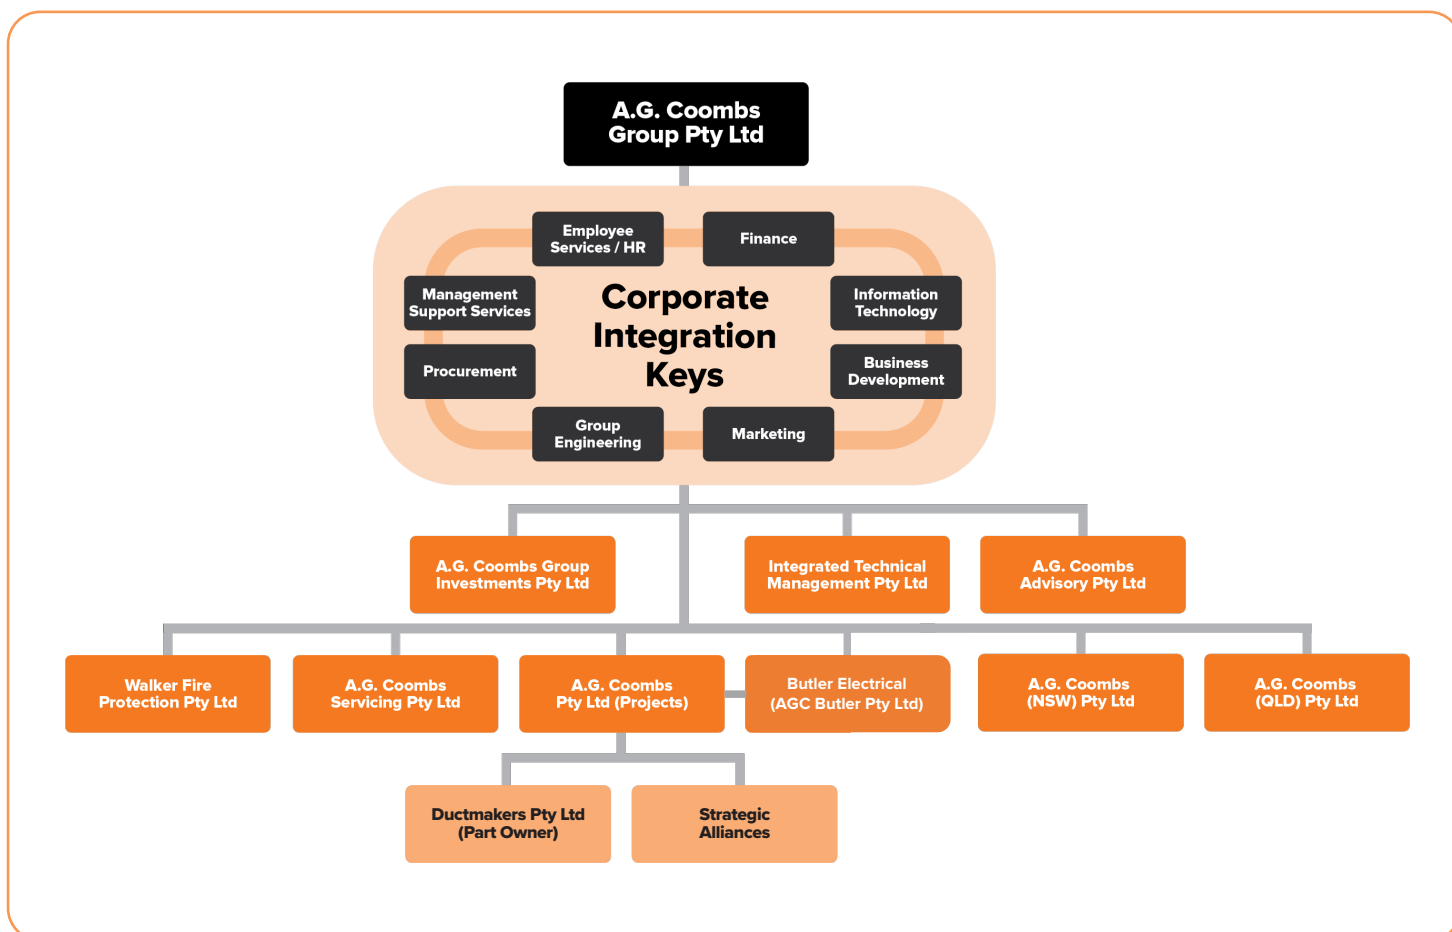 A.G. Coombs
Group Pty Ltd
Employee
Services / HR
Finance
Management
Support Services
Corporate
Integration
Keys
Information
Technology
Procurement
Business
Development
Group
Engineering
Marketing
A.G. Coombs Group
Investments Pty Ltd
Integrated Technical
Management Pty Ltd
A.G. Coombs
Advisory Pty Ltd
Walker Fire
Protection Pty Ltd
A.G. Coombs
Servicing Pty Ltd
A.G. Coombs
Pty Ltd (Projects)
Butler Electrical
(AGC Butler Pty Ltd)
A.G. Coombs
(NSW) Pty Ltd
A.G. Coombs
(QLD) Pty Ltd
Ductmakers Pty Ltd
(Part Owner)
Strategic
Alliances